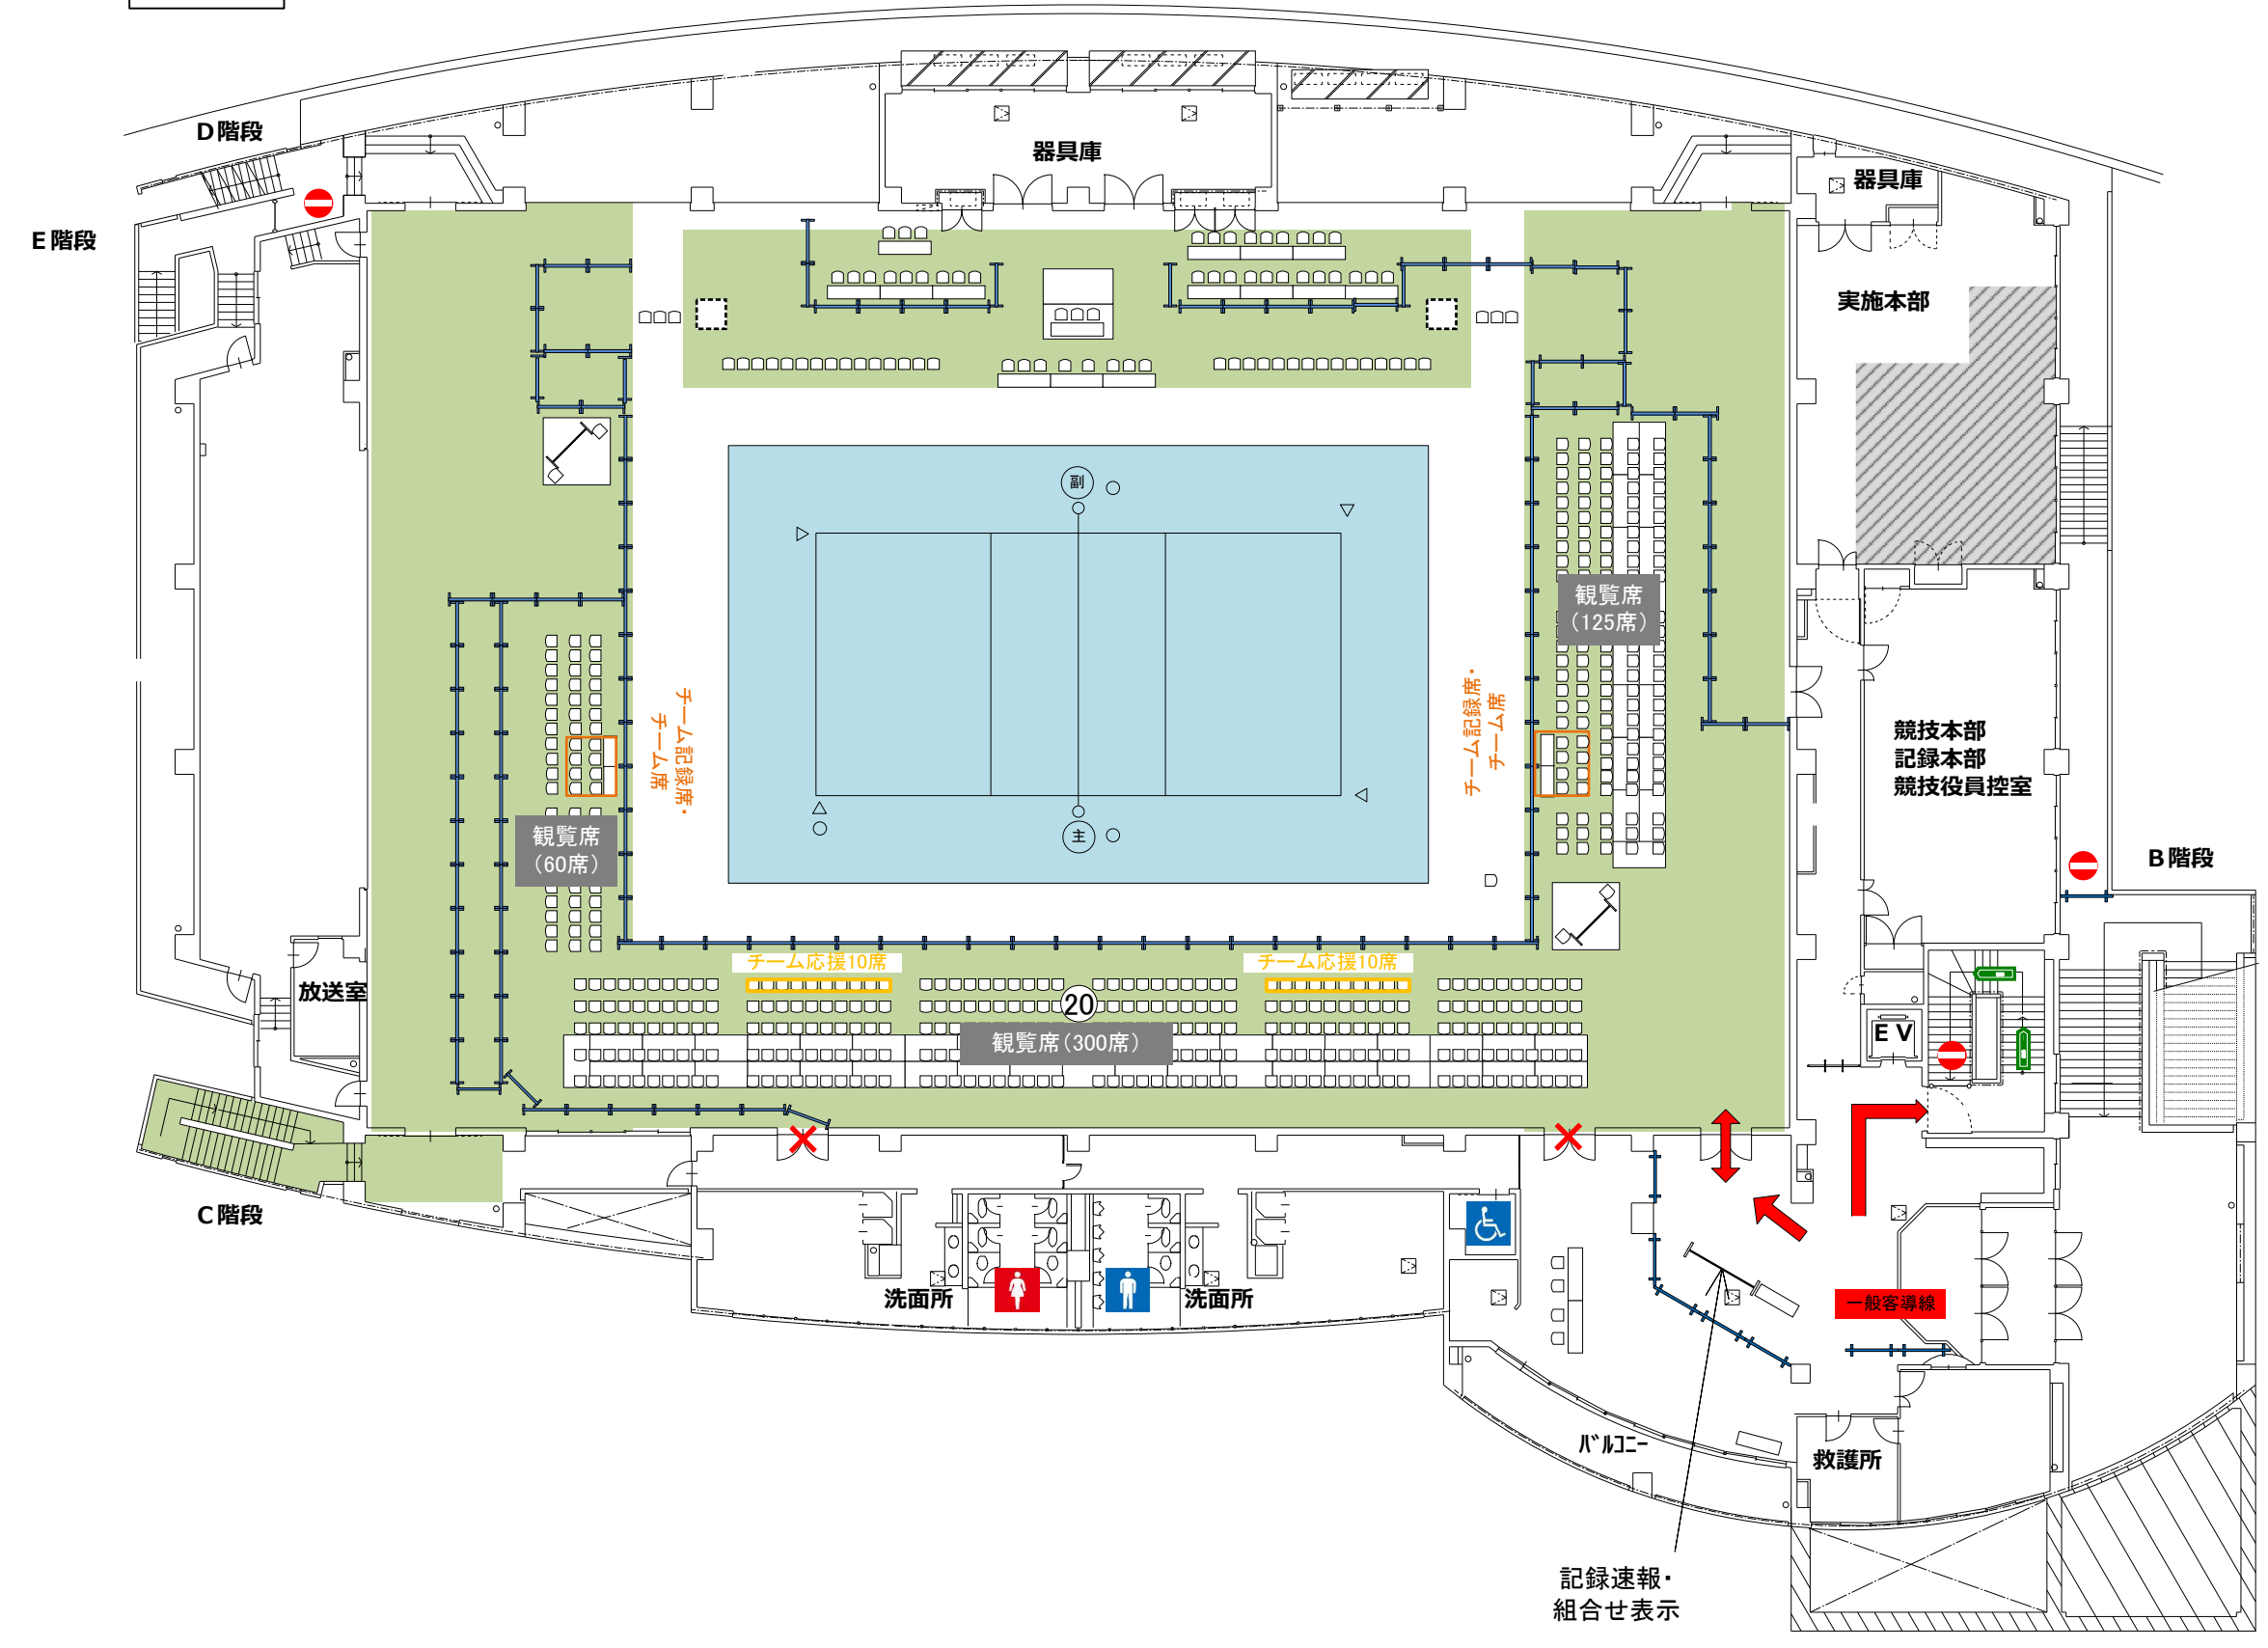 D階段
器具庫
器具庫
E階段
実施本部
副
観覧席
（125席）
チーム記録席・
チーム席
チーム記録席・
チーム席
競技本部
記録本部
競技役員控室
観覧席
（60席）
主
B階段
チーム応援10席
チーム応援10席
放送室
20
観覧席（300席）
EV
C階段
洗面所
洗面所
一般客導線
バルコニー
救護所
記録速報・
組合せ表示